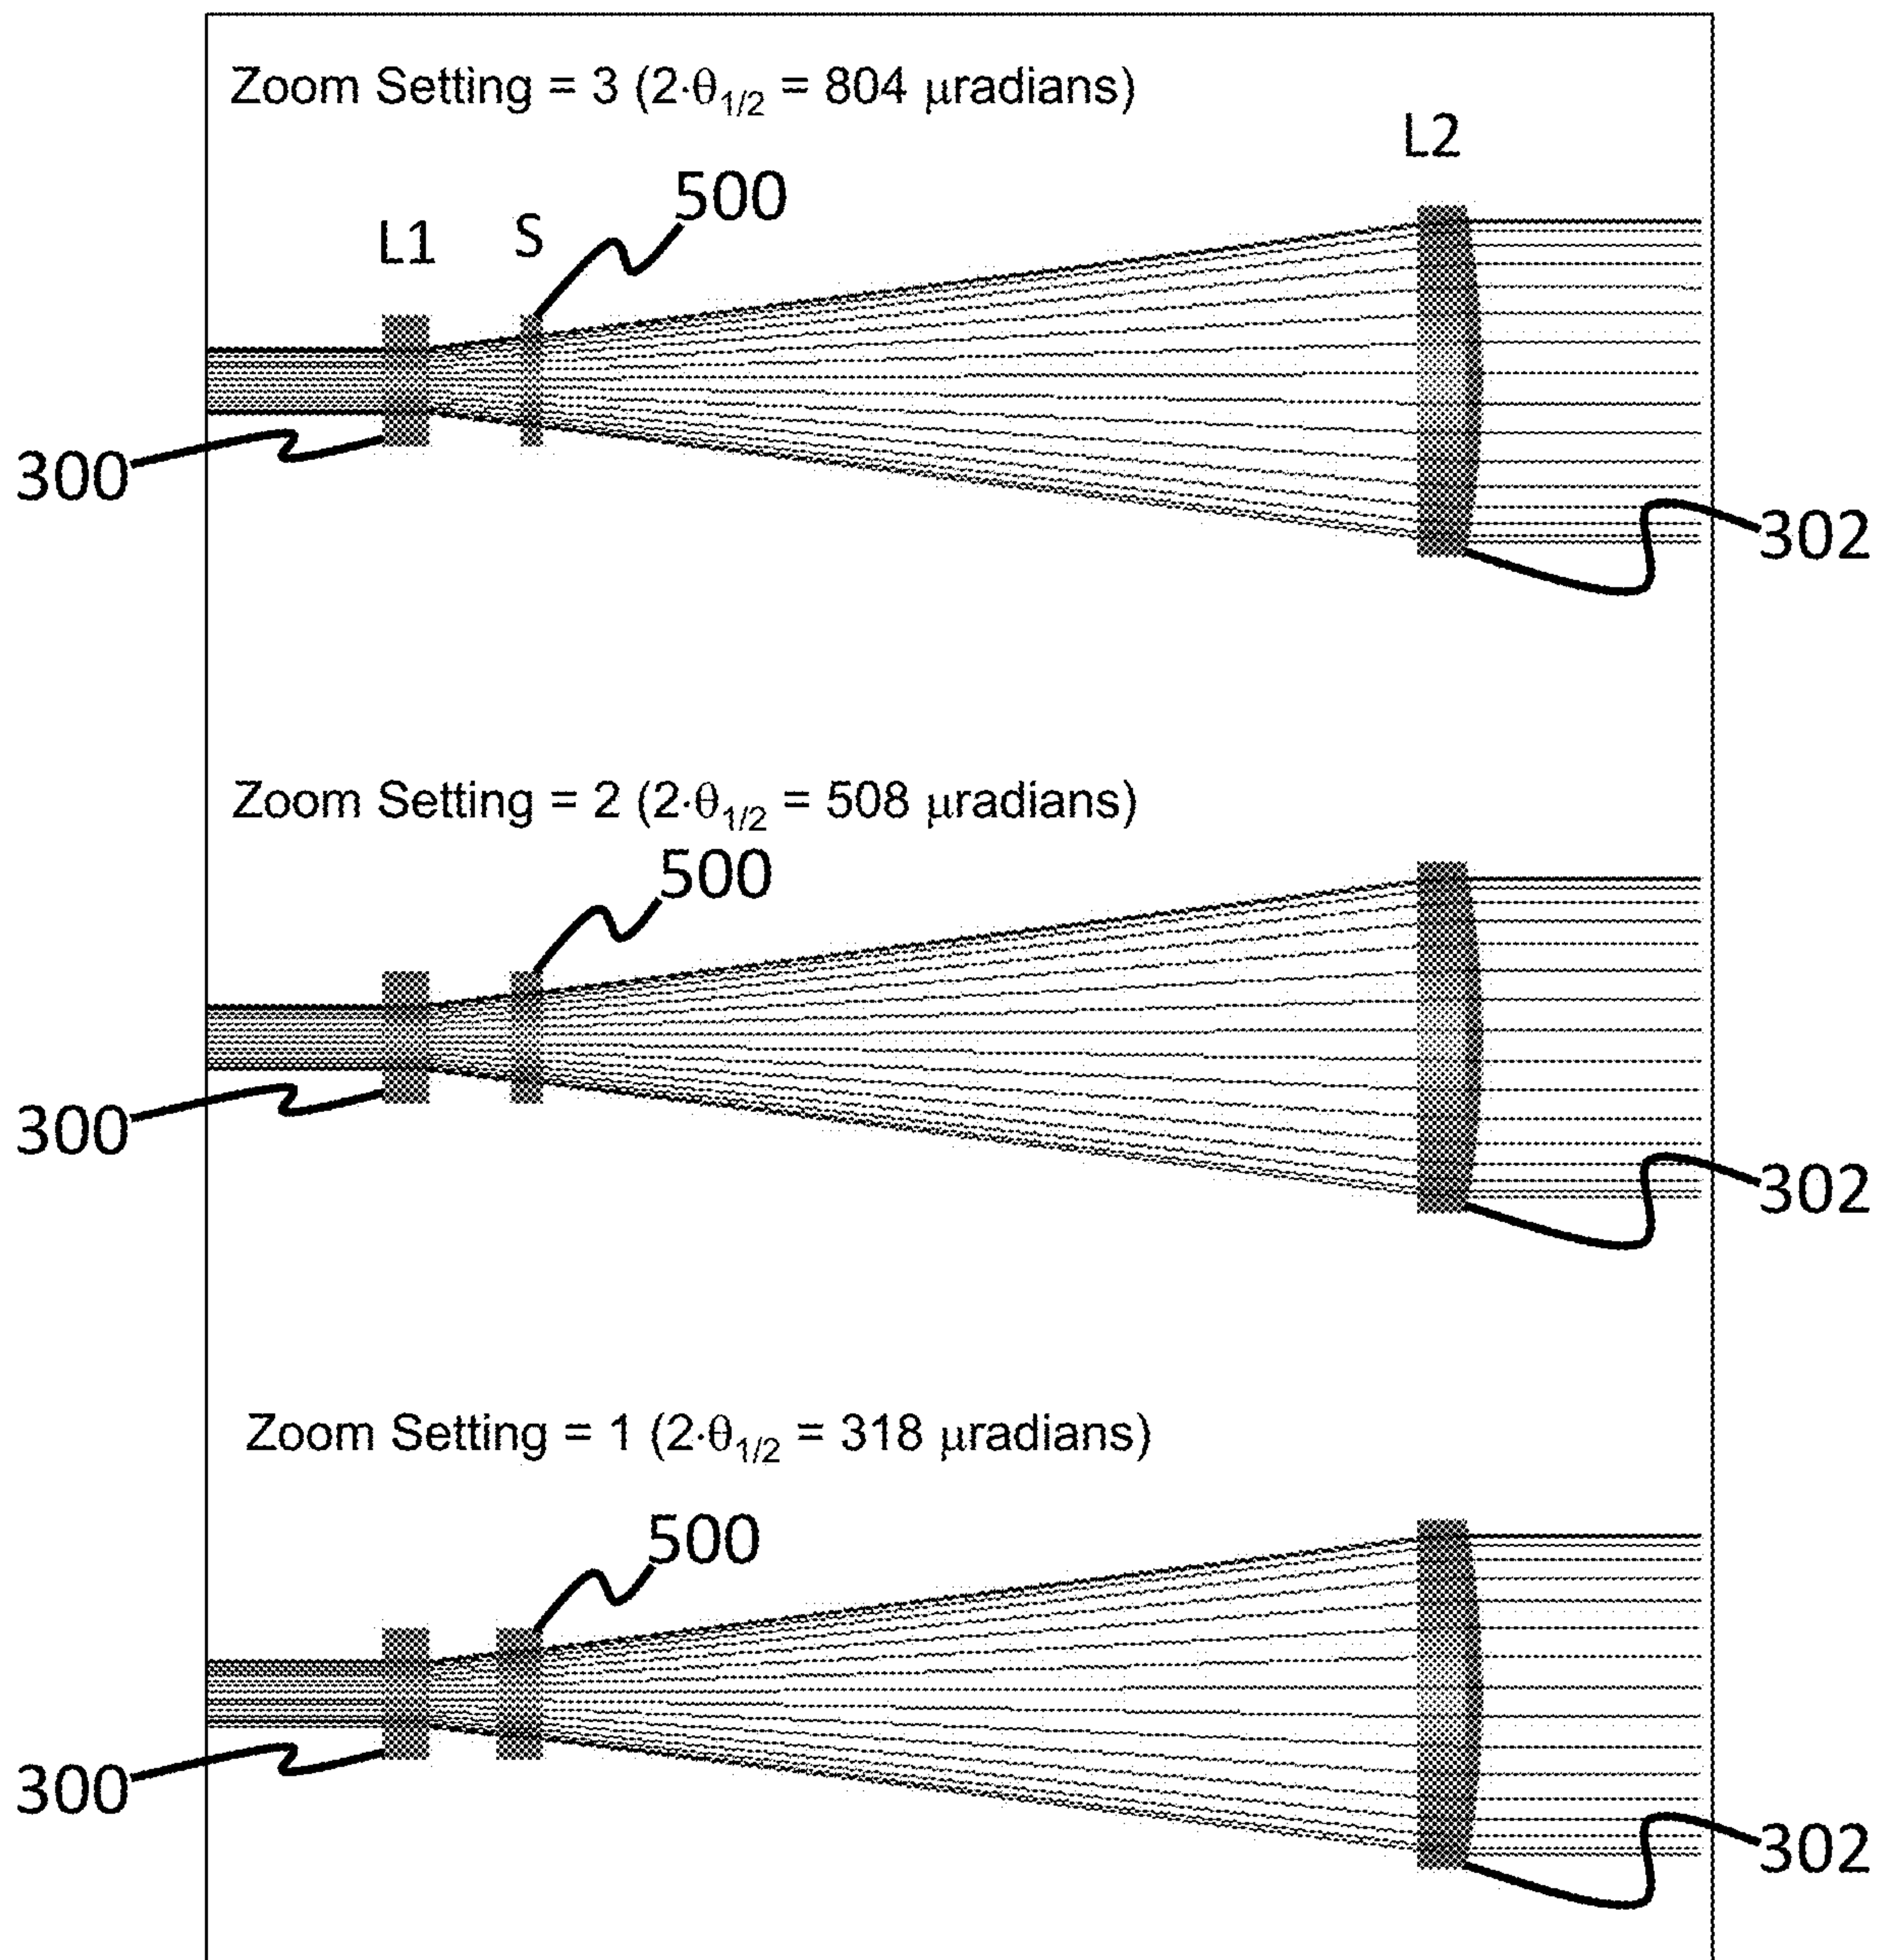 Zoom Setting = 3 (2·θ1/2 = 804 μradians)
L2
500
L1
S
300
302
Zoom Setting = 2 (2·θ1/2 = 508 μradians)
500
300
302
Zoom Setting = 1 (2·θ1/2 = 318 μradians)
500
300
302